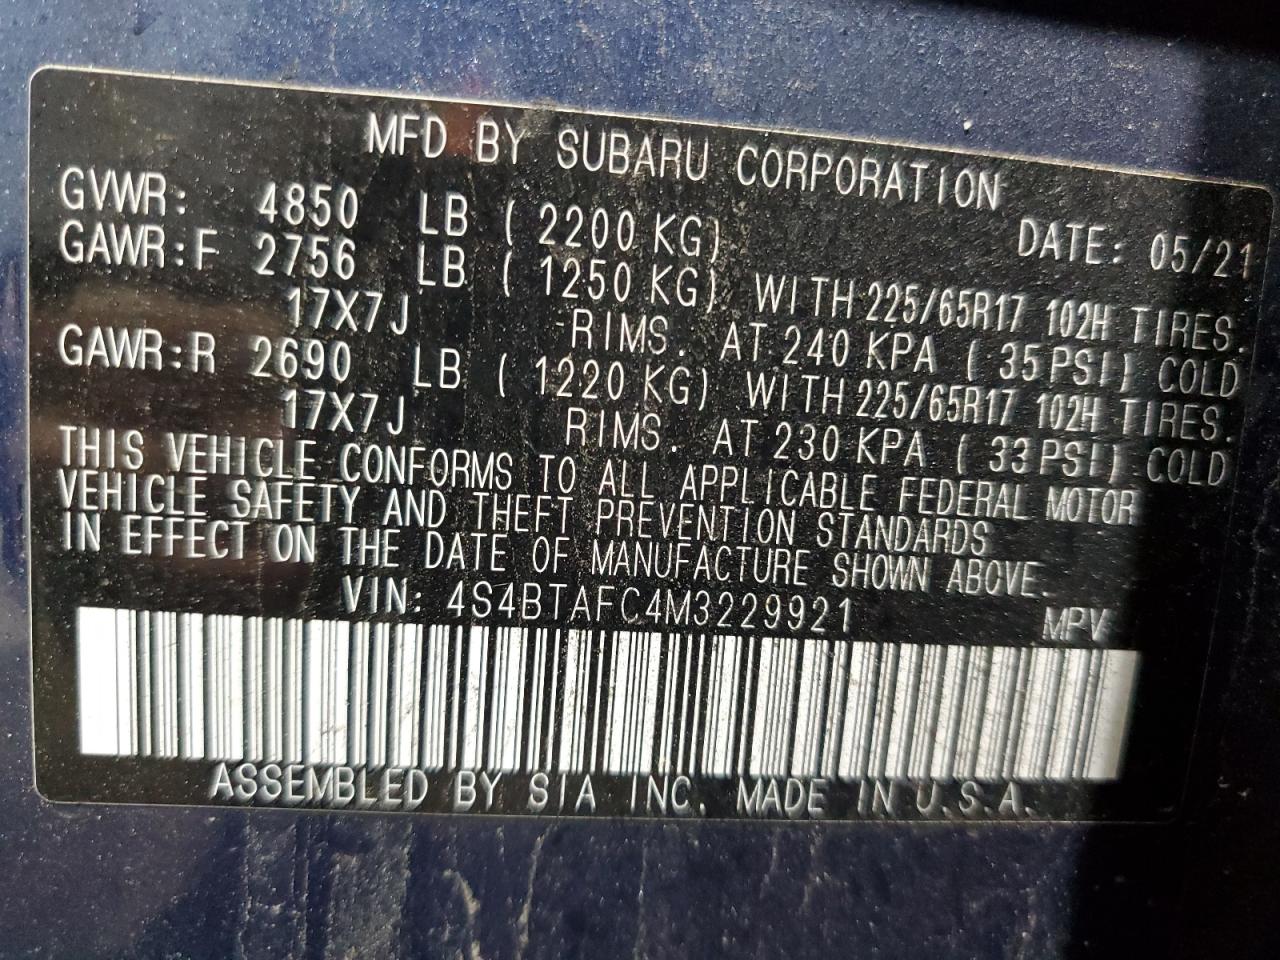 MFD BY SUBARU CORPORATION
GVWR: 4850 LB ( 2200 KG) DATE: 05/21
GAWR:F 2756 LB ( 1250 KG) WITH 225/65R17 102H TIRES.
17X7J -RIMS. AT 240 KPA ( 35 PSI) COLD
GAWR:R 2690 LB ( 1220 KG) WITH 225/65R17 102H TIRES.
17X7J RIMS. AT 230 KPA ( 33 PSI) COLD
THIS VEHICLE CONFORMS TO ALL APPLICABLE FEDERAL MOTOR
VEHICLE SAFETY AND THEFT PREVENTION STANDARDS
IN EFFECT ON THE DATE OF MANUFACTURE SHOWN ABOVE.
VIN: 4S4BTAFC4M3229921 MPV
ASSEMBLED BY SIA INC. MADE IN U.S.A.